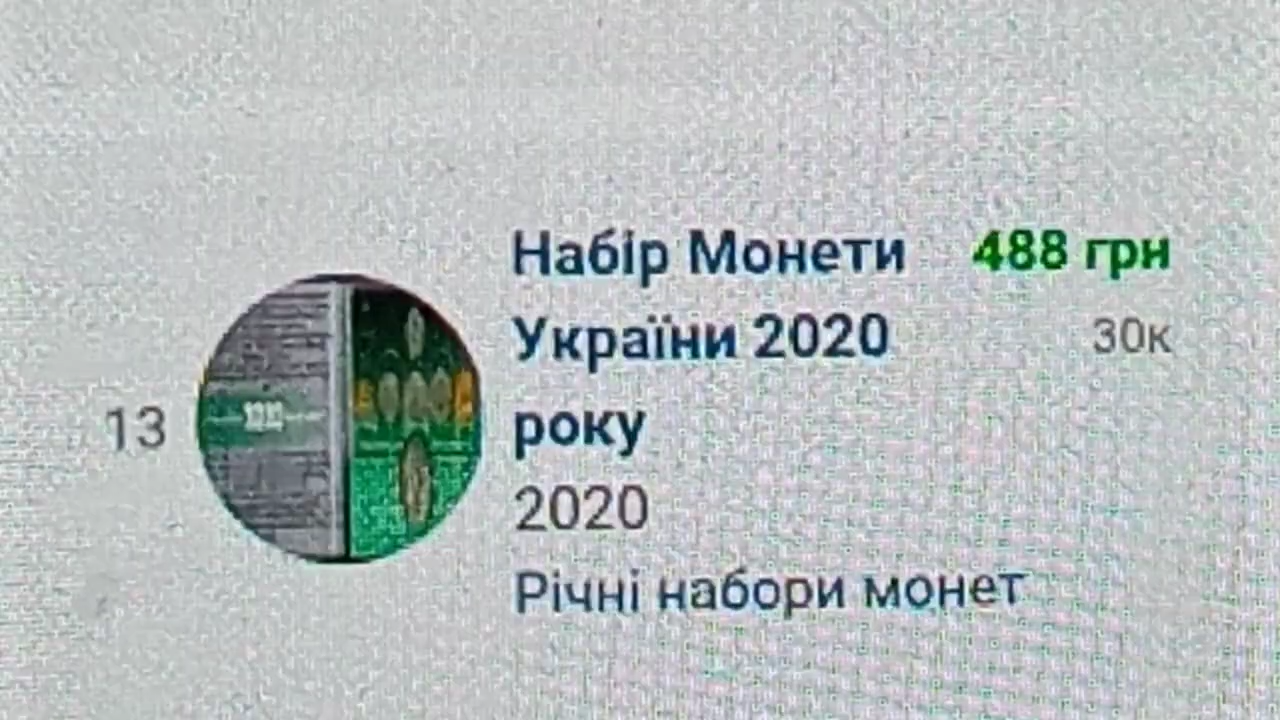 13
Набір Монети 488 грн
України 2020 30к
року
2020
Річні набори монет